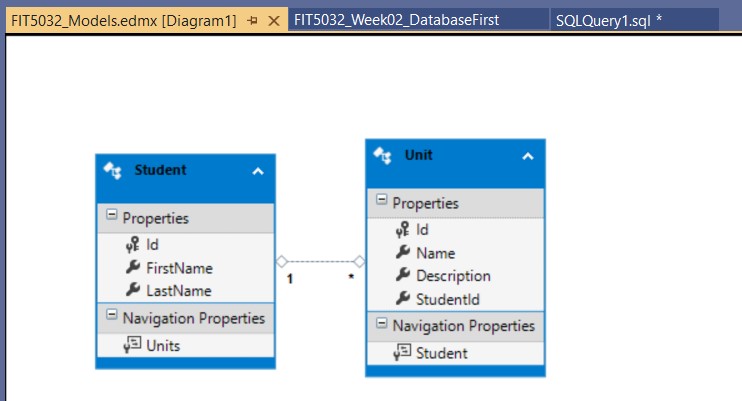 FIT5032_Models.edmx [Diagram1]
FIT5032_Week02_DatabaseFirst
SQLQuery1.sql *
Student
Properties
Id
FirstName
LastName
Navigation Properties
Units
1
*
Unit
Properties
Id
Name
Description
StudentId
Navigation Properties
Student